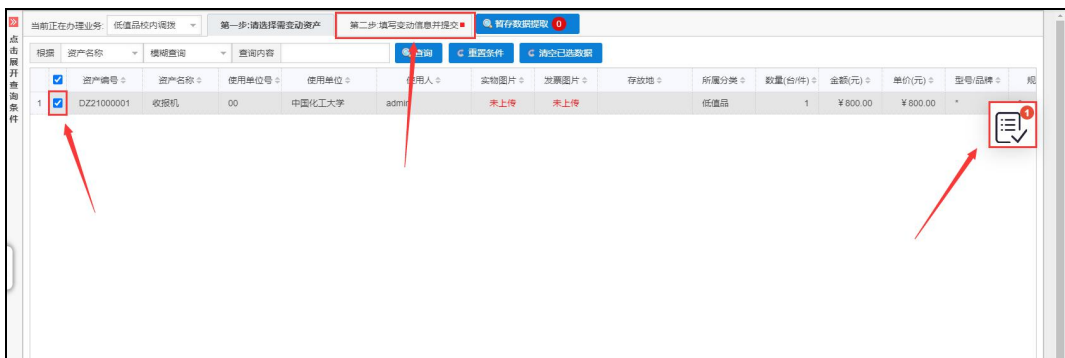 当前正在办理业务: 低值品校内调拨 第一步:请选择需变动资产 第二步:填写变动信息并提交 暂存数据提取 0
点击展开查询条件
根据 资产名称 模糊查询 查询内容 查询 重置条件 清空已选数据
资产编号 资产名称 使用单位号 使用单位 使用人 实物图片 发票图片 存放地 所属分类 数量(台/件) 金额(元) 单价(元) 型号/品牌 规
1 DZ21000001 收报机 00 中国化工大学 admin 未上传 未上传 低值品 1 ¥800.00 ¥800.00 *
1